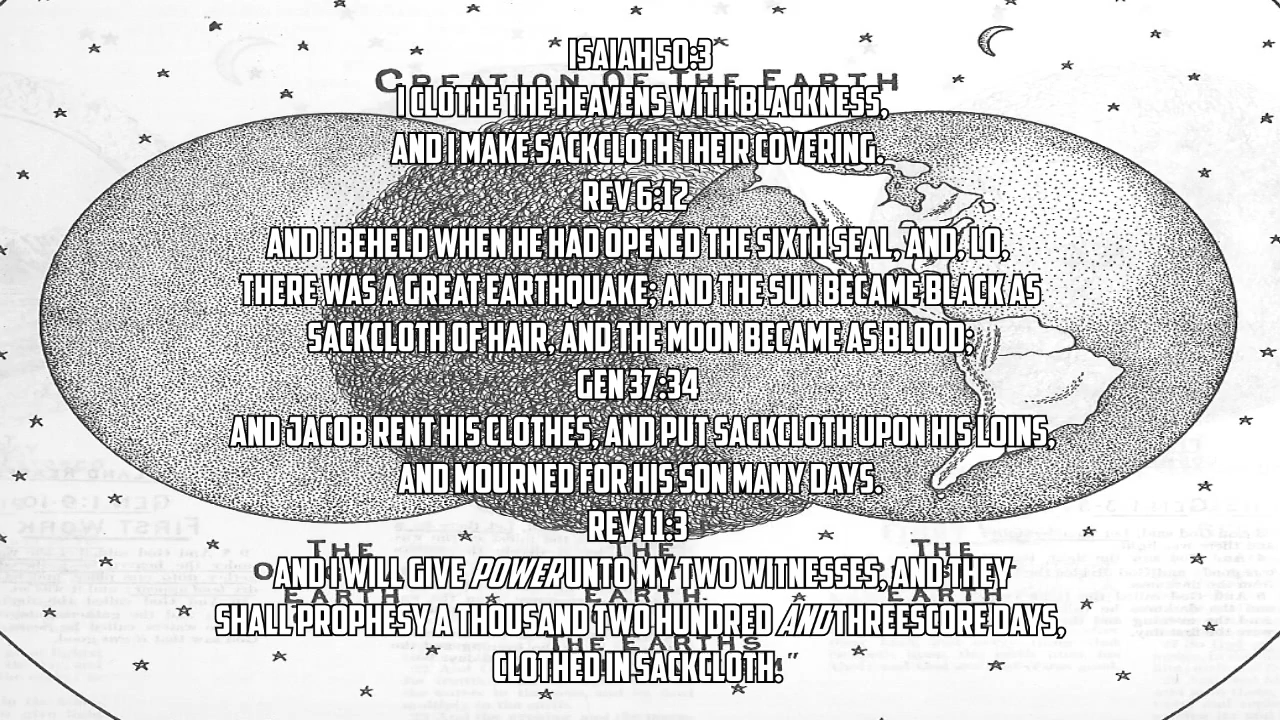 ISAIAH 50:3
CREATION OF THE EARTH
I CLOTHE THE HEAVENS WITH BLACKNESS,
AND I MAKE SACKCLOTH THEIR COVERING.
REV 6:12
AND I BEHELD WHEN HE HAD OPENED THE SIXTH SEAL, AND, LO,
THERE WAS A GREAT EARTHQUAKE; AND THE SUN BECAME BLACK AS
SACKCLOTH OF HAIR, AND THE MOON BECAME AS BLOOD;
GEN 37:34
AND JACOB RENT HIS CLOTHES, AND PUT SACKCLOTH UPON HIS LOINS,
AND MOURNED FOR HIS SON MANY DAYS.
REV 11:3
THE THE THE
AND I WILL GIVE POWER UNTO MY TWO WITNESSES, AND THEY
EARTH EARTH. EARTH
SHALL PROPHESY A THOUSAND TWO HUNDRED AND THREESCORE DAYS,
THE EARTHS
CLOTHED IN SACKCLOTH.